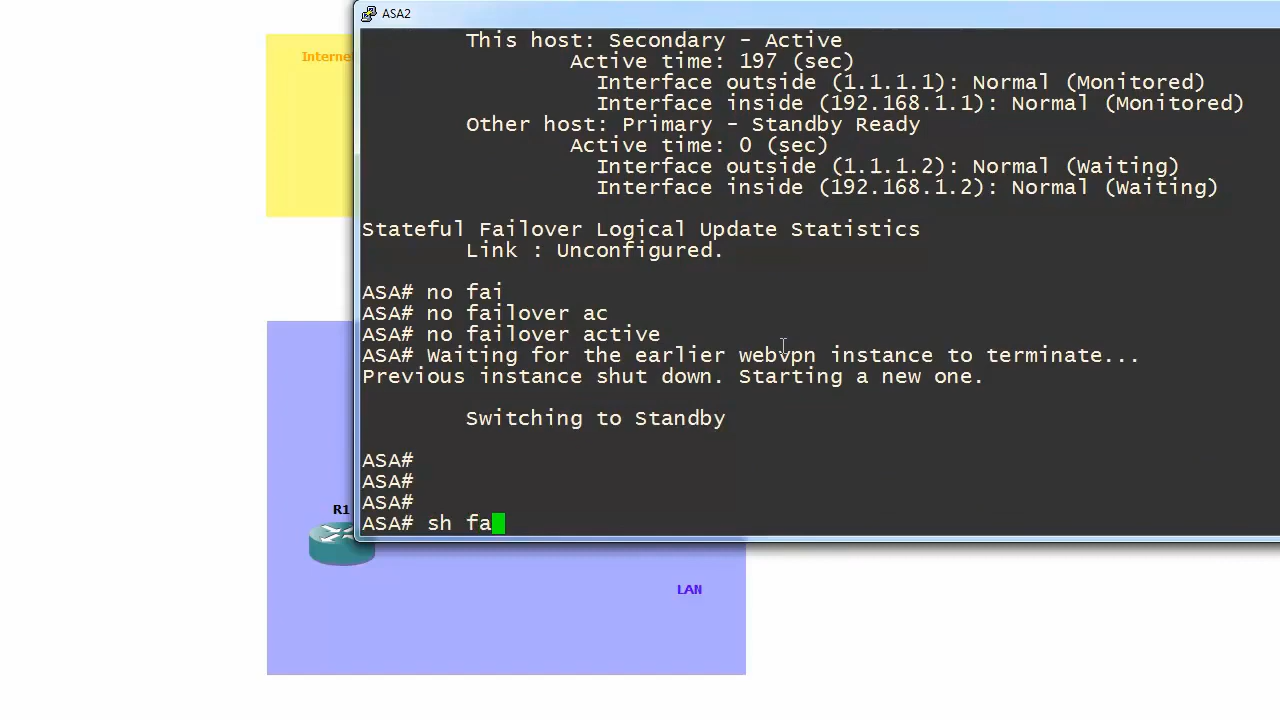 ASA2
Interne
This host: Secondary - Active
Active time: 197 (sec)
Interface outside (1.1.1.1): Normal (Monitored)
Interface inside (192.168.1.1): Normal (Monitored)
Other host: Primary - Standby Ready
Active time: 0 (sec)
Interface outside (1.1.1.2): Normal (Waiting)
Interface inside (192.168.1.2): Normal (Waiting)
Stateful Failover Logical Update Statistics
Link : Unconfigured.
ASA# no fai
ASA# no failover ac
ASA# no failover active
ASA# Waiting for the earlier webvpn instance to terminate...
Previous instance shut down. Starting a new one.
Switching to Standby
ASA#
ASA#
ASA#
ASA# sh fa
R1
LAN